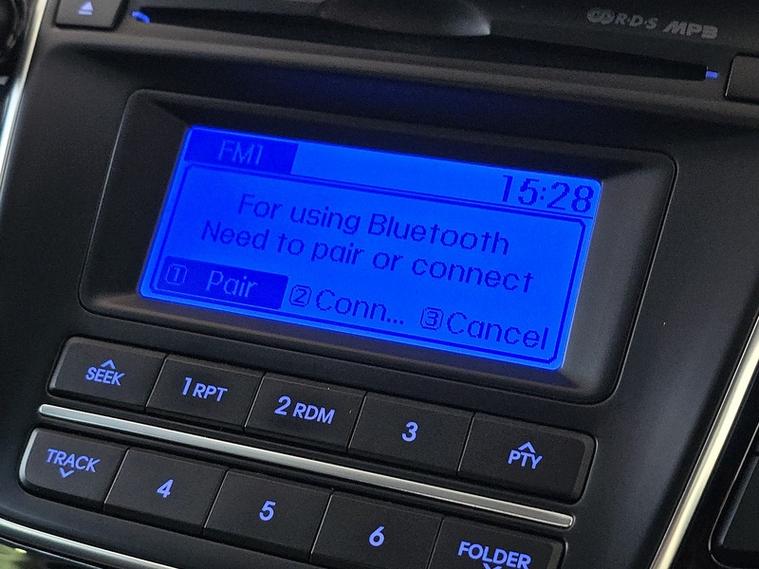 R·D·S MP3
FM1
15:28
For using Bluetooth
Need to pair or connect
1 Pair 2 Conn... 3 Cancel
SEEK 1 RPT 2 RDM 3 PTY
TRACK 4 5 6 FOLDER